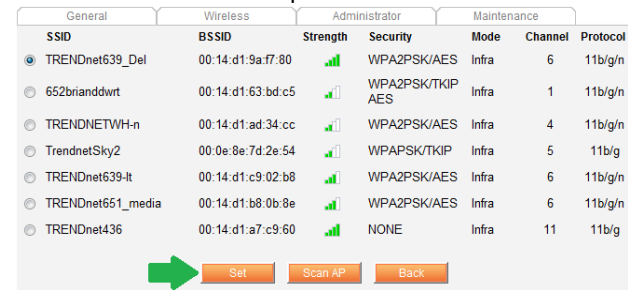 General Wireless Administrator Maintenance
SSID BSSID Strength Security Mode Channel Protocol
TRENDnet639_Del 00:14:d1:9a:f7:80 WPA2PSK/AES Infra 6 11b/g/n
652brianddwrt 00:14:d1:63:bd:c5 WPA2PSK/TKIP AES Infra 1 11b/g/n
TRENDNETWH-n 00:14:d1:ad:34:cc WPA2PSK/AES Infra 4 11b/g/n
TrendnetSky2 00:0e:8e:7d:2e:54 WPAPSK/TKIP Infra 5 11b/g
TRENDnet639-lt 00:14:d1:c9:02:b8 WPA2PSK/AES Infra 6 11b/g/n
TRENDnet651_media 00:14:d1:b8:0b:8e WPA2PSK/AES Infra 6 11b/g/n
TRENDnet436 00:14:d1:a7:c9:60 NONE Infra 11 11b/g
Set Scan AP Back